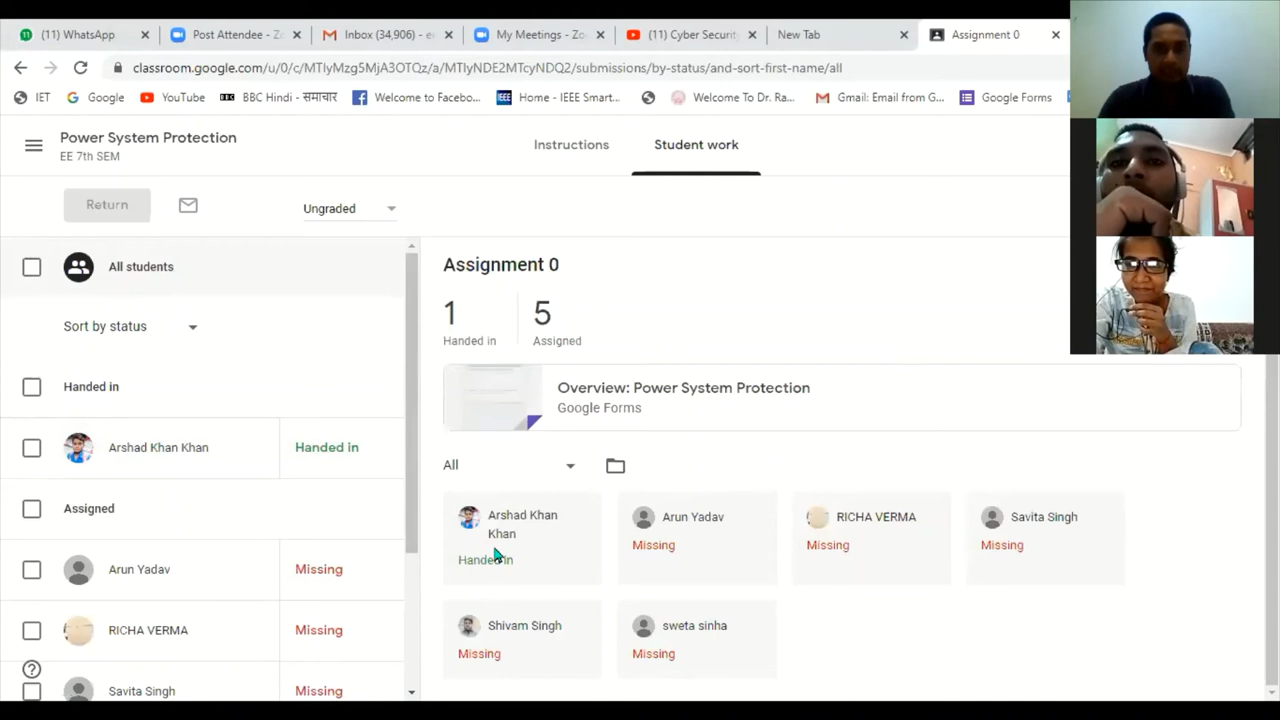 (11) WhatsApp
Post Attendee - Zo
Inbox (34,906) - e
My Meetings - Zo
(11) Cyber Securit
New Tab
Assignment 0
classroom.google.com/u/0/c/MTIyMzg5MjA3OTQz/a/MTIyNDE2MTcyNDQ2/submissions/by-status/and-sort-first-name/all
IET
Google
YouTube
BBC Hindi - समाचार
Welcome to Facebo...
Home - IEEE Smart...
Welcome To Dr. Ra...
Gmail: Email from G...
Google Forms
Power System Protection
EE 7th SEM
Instructions
Student work
Return
Ungraded
All students
Sort by status
Handed in
Arshad Khan Khan
Handed in
Assigned
Arun Yadav
Missing
RICHA VERMA
Missing
Savita Singh
Missing
Assignment 0
1
5
Handed in
Assigned
Overview: Power System Protection
Google Forms
All
Arshad Khan
Khan
Handed in
Arun Yadav
Missing
RICHA VERMA
Missing
Savita Singh
Missing
Shivam Singh
Missing
sweta sinha
Missing